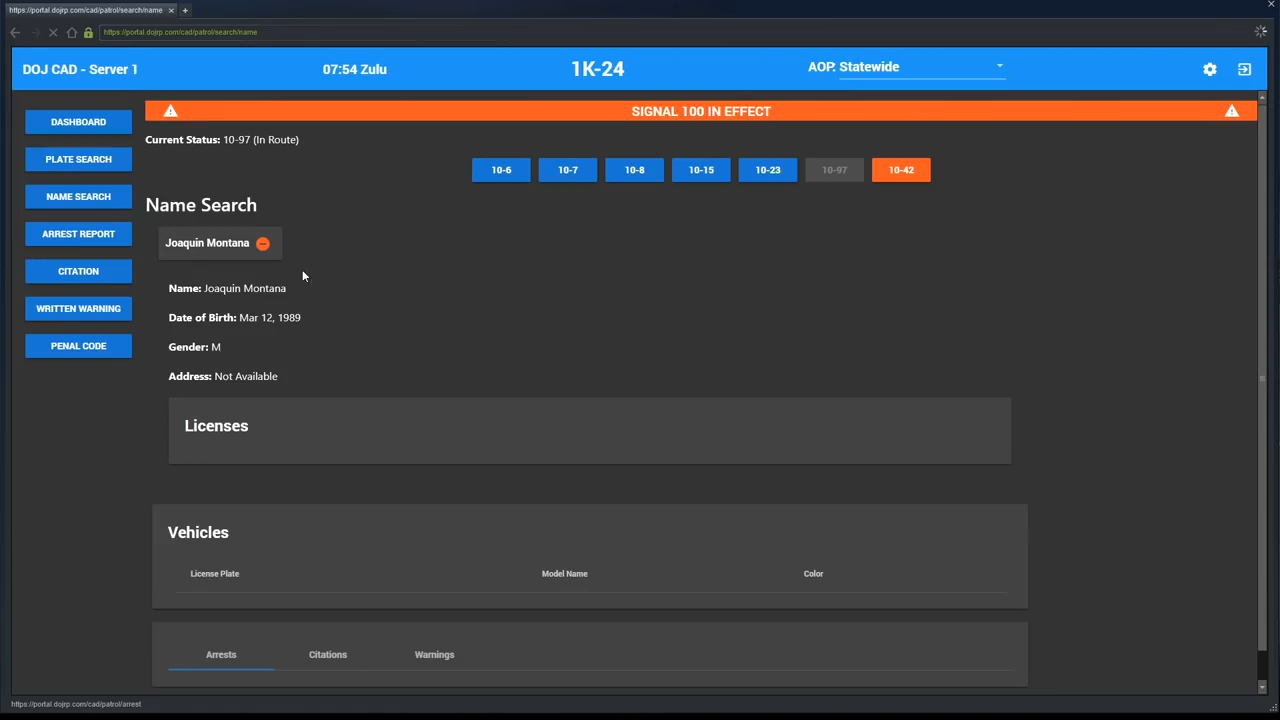 https://portal.dojrp.com/cad/patrol/search/name
https://portal.dojrp.com/cad/patrol/search/name
DOJ CAD - Server 1
07:54 Zulu
1K-24
AOP: Statewide
SIGNAL 100 IN EFFECT
Current Status: 10-97 (In Route)
DASHBOARD
PLATE SEARCH
NAME SEARCH
ARREST REPORT
CITATION
WRITTEN WARNING
PENAL CODE
10-6
10-7
10-8
10-15
10-23
10-97
10-42
Name Search
Joaquin Montana
Name: Joaquin Montana
Date of Birth: Mar 12, 1989
Gender: M
Address: Not Available
Licenses
Vehicles
License Plate
Model Name
Color
Arrests
Citations
Warnings
https://portal.dojrp.com/cad/patrol/arrest